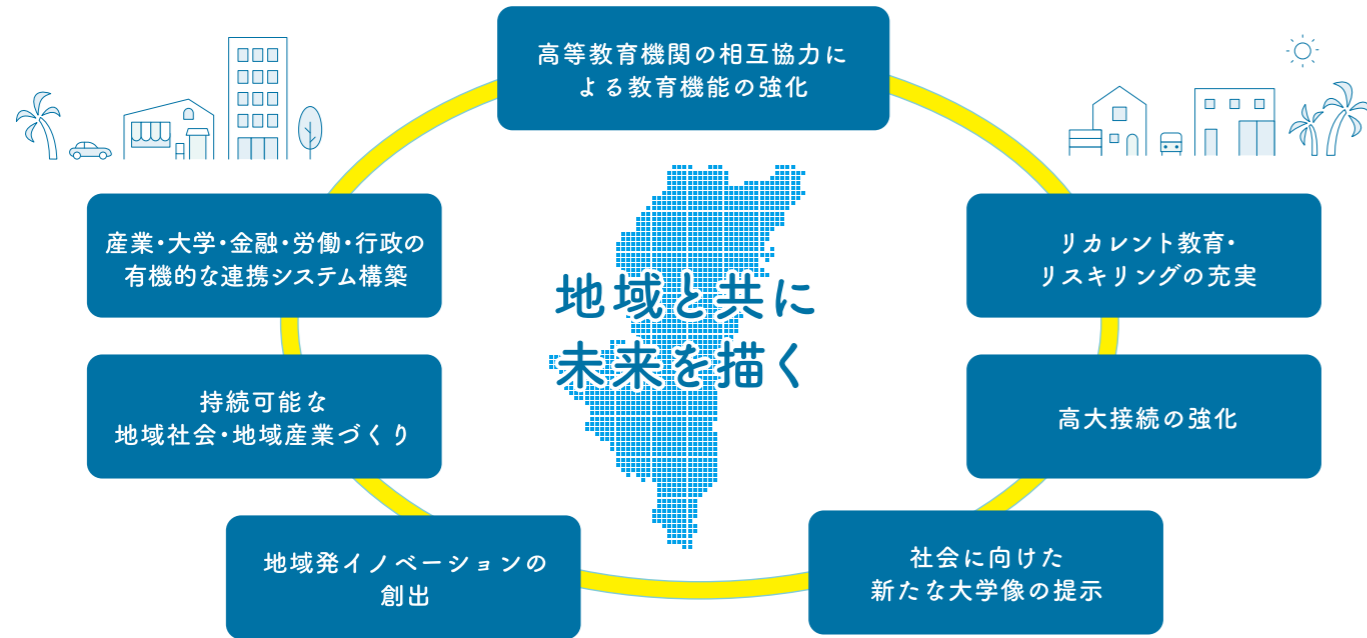 高等教育機関の相互協力に
よる教育機能の強化
産業・大学・金融・労働・行政の
有機的な連携システム構築
リカレント教育・
リスキリングの充実
地域と共に
未来を描く
持続可能な
地域社会・地域産業づくり
高大接続の強化
地域発イノベーションの
創出
社会に向けた
新たな大学像の提示